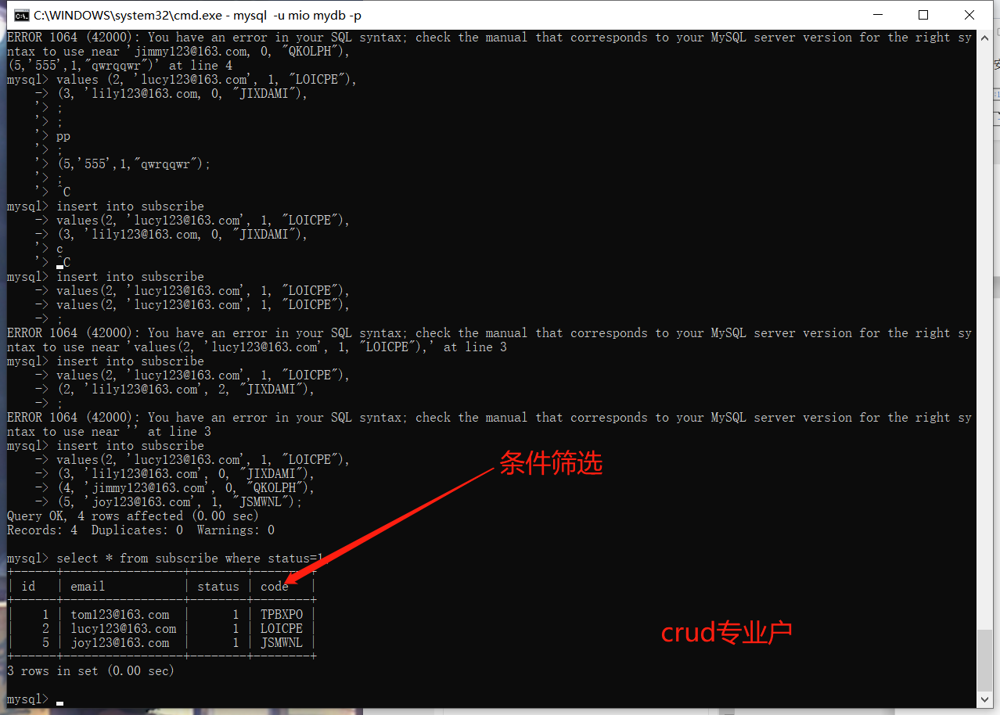 C:\WINDOWS\system32\cmd.exe - mysql  -u mio mydb -p
ERROR 1064 (42000): You have an error in your SQL syntax; check the manual that corresponds to your MySQL server version for the right sy
ntax to use near 'jimmy123@163.com, 0, "QKOLPH"),
(5,'555',1,"qwrqqwr")' at line 4
mysql> values (2, 'lucy123@163.com', 1, "LOICPE"),
    -> (3, 'lily123@163.com, 0, "JIXDAMI"),
    '> ;
    '> ;
    '> pp
    '> ;
    '> (5,'555',1,"qwrqqwr");
    '> ;
    '> ^C
mysql> insert into subscribe
    -> values(2, 'lucy123@163.com', 1, "LOICPE"),
    -> (3, 'lily123@163.com, 0, "JIXDAMI"),
    '> c
    '> ^C
mysql> insert into subscribe
    -> values(2, 'lucy123@163.com', 1, "LOICPE"),
    -> values(2, 'lucy123@163.com', 1, "LOICPE"),
    -> ;
ERROR 1064 (42000): You have an error in your SQL syntax; check the manual that corresponds to your MySQL server version for the right sy
ntax to use near 'values(2, 'lucy123@163.com', 1, "LOICPE"),' at line 3
mysql> insert into subscribe
    -> values(2, 'lucy123@163.com', 1, "LOICPE"),
    -> (2, 'lily123@163.com', 2, "JIXDAMI"),
    -> ;
ERROR 1064 (42000): You have an error in your SQL syntax; check the manual that corresponds to your MySQL server version for the right sy
ntax to use near '' at line 3
mysql> insert into subscribe
    -> values(2, 'lucy123@163.com', 1, "LOICPE"),
条件筛选
    -> (3, 'lily123@163.com', 0, "JIXDAMI"),
    -> (4, 'jimmy123@163.com', 0, "QKOLPH"),
    -> (5, 'joy123@163.com', 1, "JSMWNL");
Query OK, 4 rows affected (0.00 sec)
Records: 4  Duplicates: 0  Warnings: 0
mysql> select * from subscribe where status=1;
+------+-----------------+--------+--------+
| id   | email           | status | code   |
+------+-----------------+--------+--------+
|    1 | tom123@163.com  |      1 | TPBXPO |
|    2 | lucy123@163.com |      1 | LOICPE |
|    5 | joy123@163.com  |      1 | JSMWNL |
+------+-----------------+--------+--------+
crud专业户
3 rows in set (0.00 sec)
mysql>